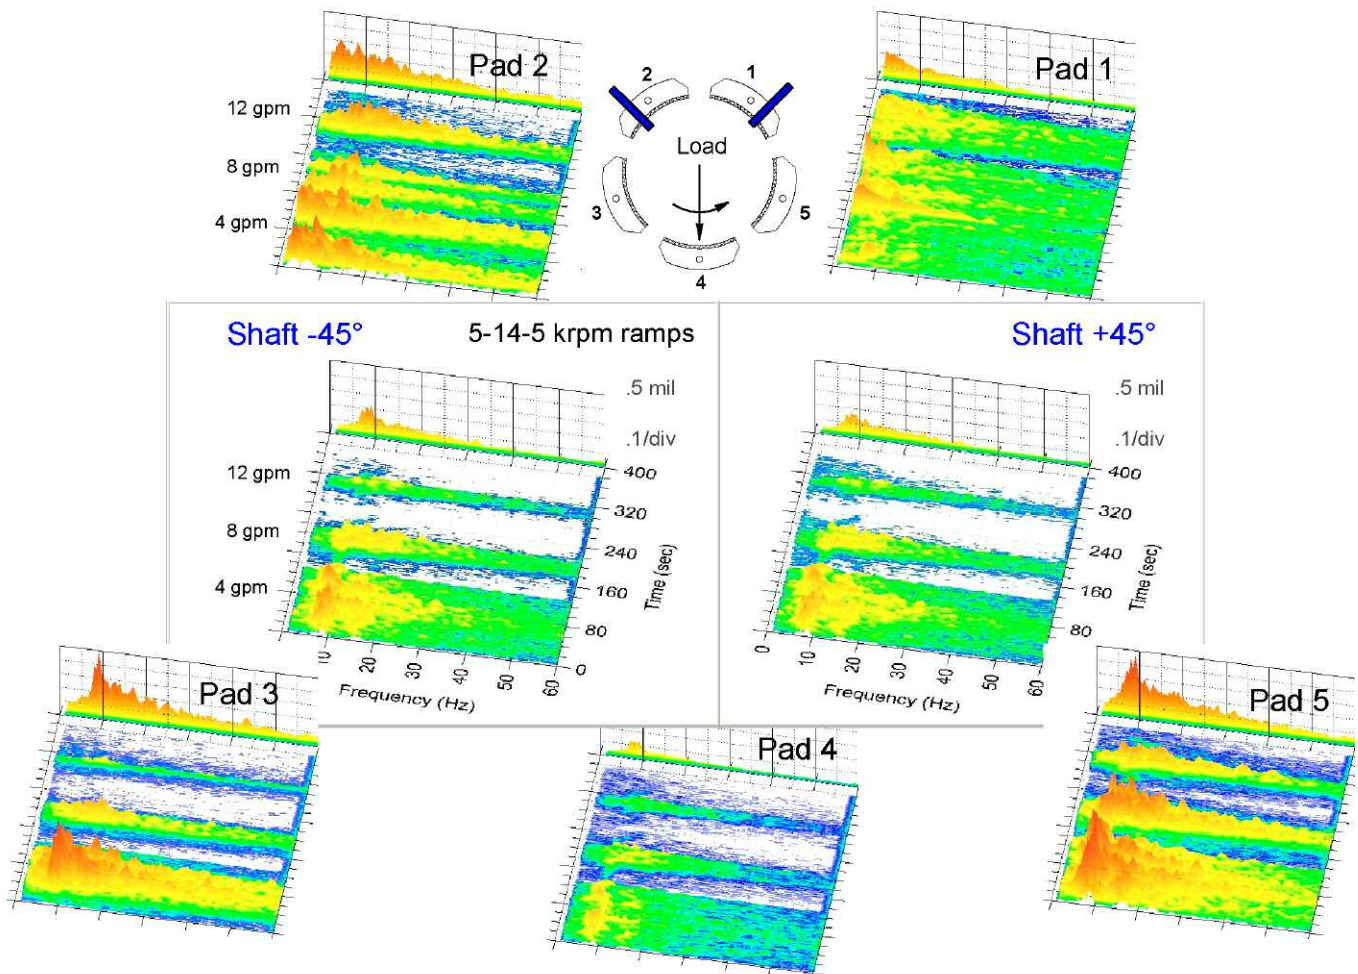 Pad 2
12 gpm
8 gpm
4 gpm
2
1
Load
3
5
4
Pad 1
Shaft -45°
5-14-5 krpm ramps
Shaft +45°
.5 mil
.1/div
12 gpm
8 gpm
4 gpm
400
320
240
160
80
0
Time (sec)
10
20
30
40
50
60
Frequency (Hz)
.5 mil
.1/div
400
320
240
160
80
Time (sec)
0
10
20
30
40
50
60
Frequency (Hz)
Pad 3
Pad 4
Pad 5